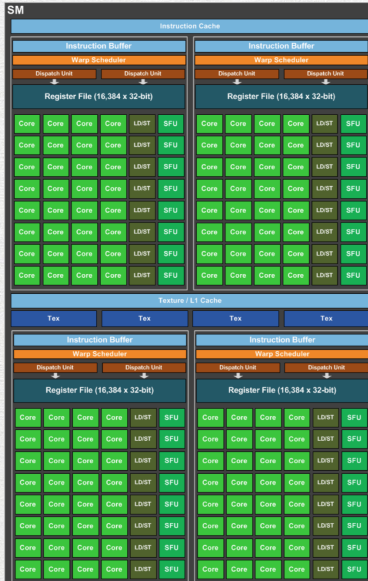 SM
Instruction Cache
Instruction Buffer Instruction Buffer
Warp Scheduler Warp Scheduler
Dispatch Unit Dispatch Unit Dispatch Unit Dispatch Unit
Register File (16,384 x 32-bit) Register File (16,384 x 32-bit)
Core Core Core Core LD/ST SFU Core Core Core Core LD/ST SFU
Core Core Core Core LD/ST SFU Core Core Core Core LD/ST SFU
Core Core Core Core LD/ST SFU Core Core Core Core LD/ST SFU
Core Core Core Core LD/ST SFU Core Core Core Core LD/ST SFU
Core Core Core Core LD/ST SFU Core Core Core Core LD/ST SFU
Core Core Core Core LD/ST SFU Core Core Core Core LD/ST SFU
Core Core Core Core LD/ST SFU Core Core Core Core LD/ST SFU
Core Core Core Core LD/ST SFU Core Core Core Core LD/ST SFU
Texture / L1 Cache
Tex Tex Tex Tex
Instruction Buffer Instruction Buffer
Warp Scheduler Warp Scheduler
Dispatch Unit Dispatch Unit Dispatch Unit Dispatch Unit
Register File (16,384 x 32-bit) Register File (16,384 x 32-bit)
Core Core Core Core LD/ST SFU Core Core Core Core LD/ST SFU
Core Core Core Core LD/ST SFU Core Core Core Core LD/ST SFU
Core Core Core Core LD/ST SFU Core Core Core Core LD/ST SFU
Core Core Core Core LD/ST SFU Core Core Core Core LD/ST SFU
Core Core Core Core LD/ST SFU Core Core Core Core LD/ST SFU
Core Core Core Core LD/ST SFU Core Core Core Core LD/ST SFU
Core Core Core Core LD/ST SFU Core Core Core Core LD/ST SFU
Core Core Core Core LD/ST SFU Core Core Core Core LD/ST SFU